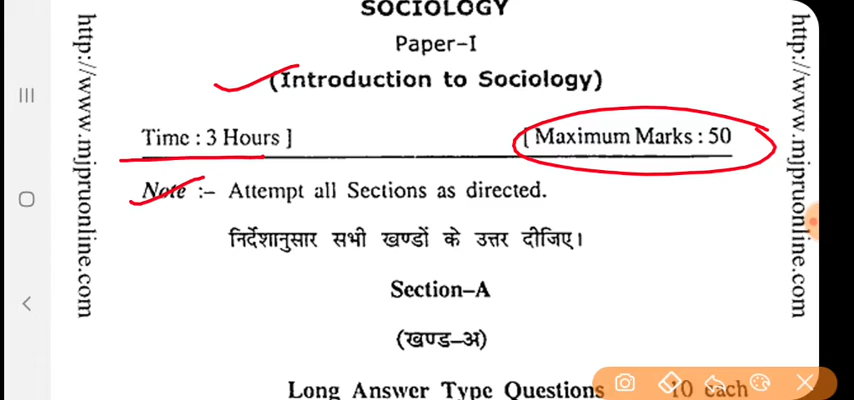 SOCIOLOGY
Paper–I
(Introduction to Sociology)
Time : 3 Hours ]
[ Maximum Marks : 50
Note :– Attempt all Sections as directed.
निर्देशानुसार सभी खण्डों के उत्तर दीजिए।
Section–A
(खण्ड–अ)
Long Answer Type Questions 10 each
http://www.mjpruonline.com
http://www.mjpruonline.com